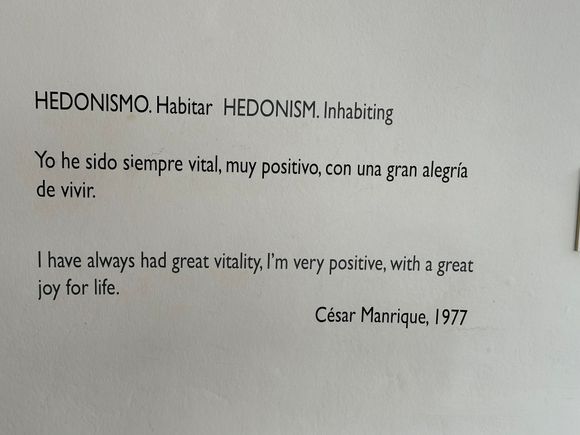 HEDONISMO. Habitar HEDONISM. Inhabiting
Yo he sido siempre vital, muy positivo, con una gran alegría
de vivir.
I have always had great vitality, I'm very positive, with a great
joy for life.
César Manrique, 1977